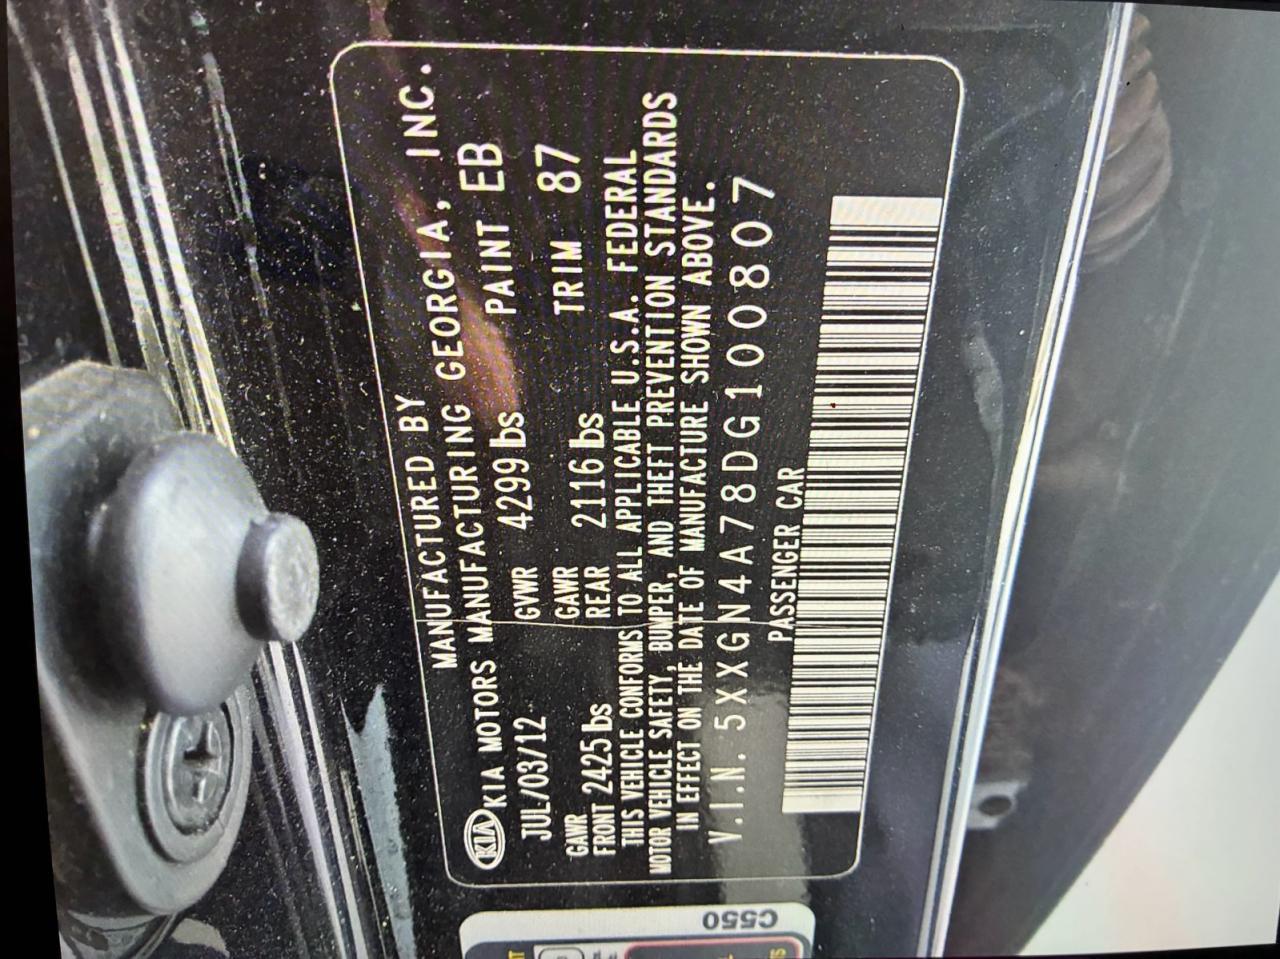 MANUFACTURED BY
KIA KIA MOTORS MANUFACTURING GEORGIA, INC.
JUL/03/12 GVWR 4299 lbs PAINT EB
GAWR FRONT 2425 lbs GAWR REAR 2116 lbs TRIM 87
THIS VEHICLE CONFORMS TO ALL APPLICABLE U.S.A. FEDERAL
MOTOR VEHICLE SAFETY, BUMPER, AND THEFT PREVENTION STANDARDS
IN EFFECT ON THE DATE OF MANUFACTURE SHOWN ABOVE.
V.I.N. 5XXGN4A78DG100807
PASSENGER CAR
C550